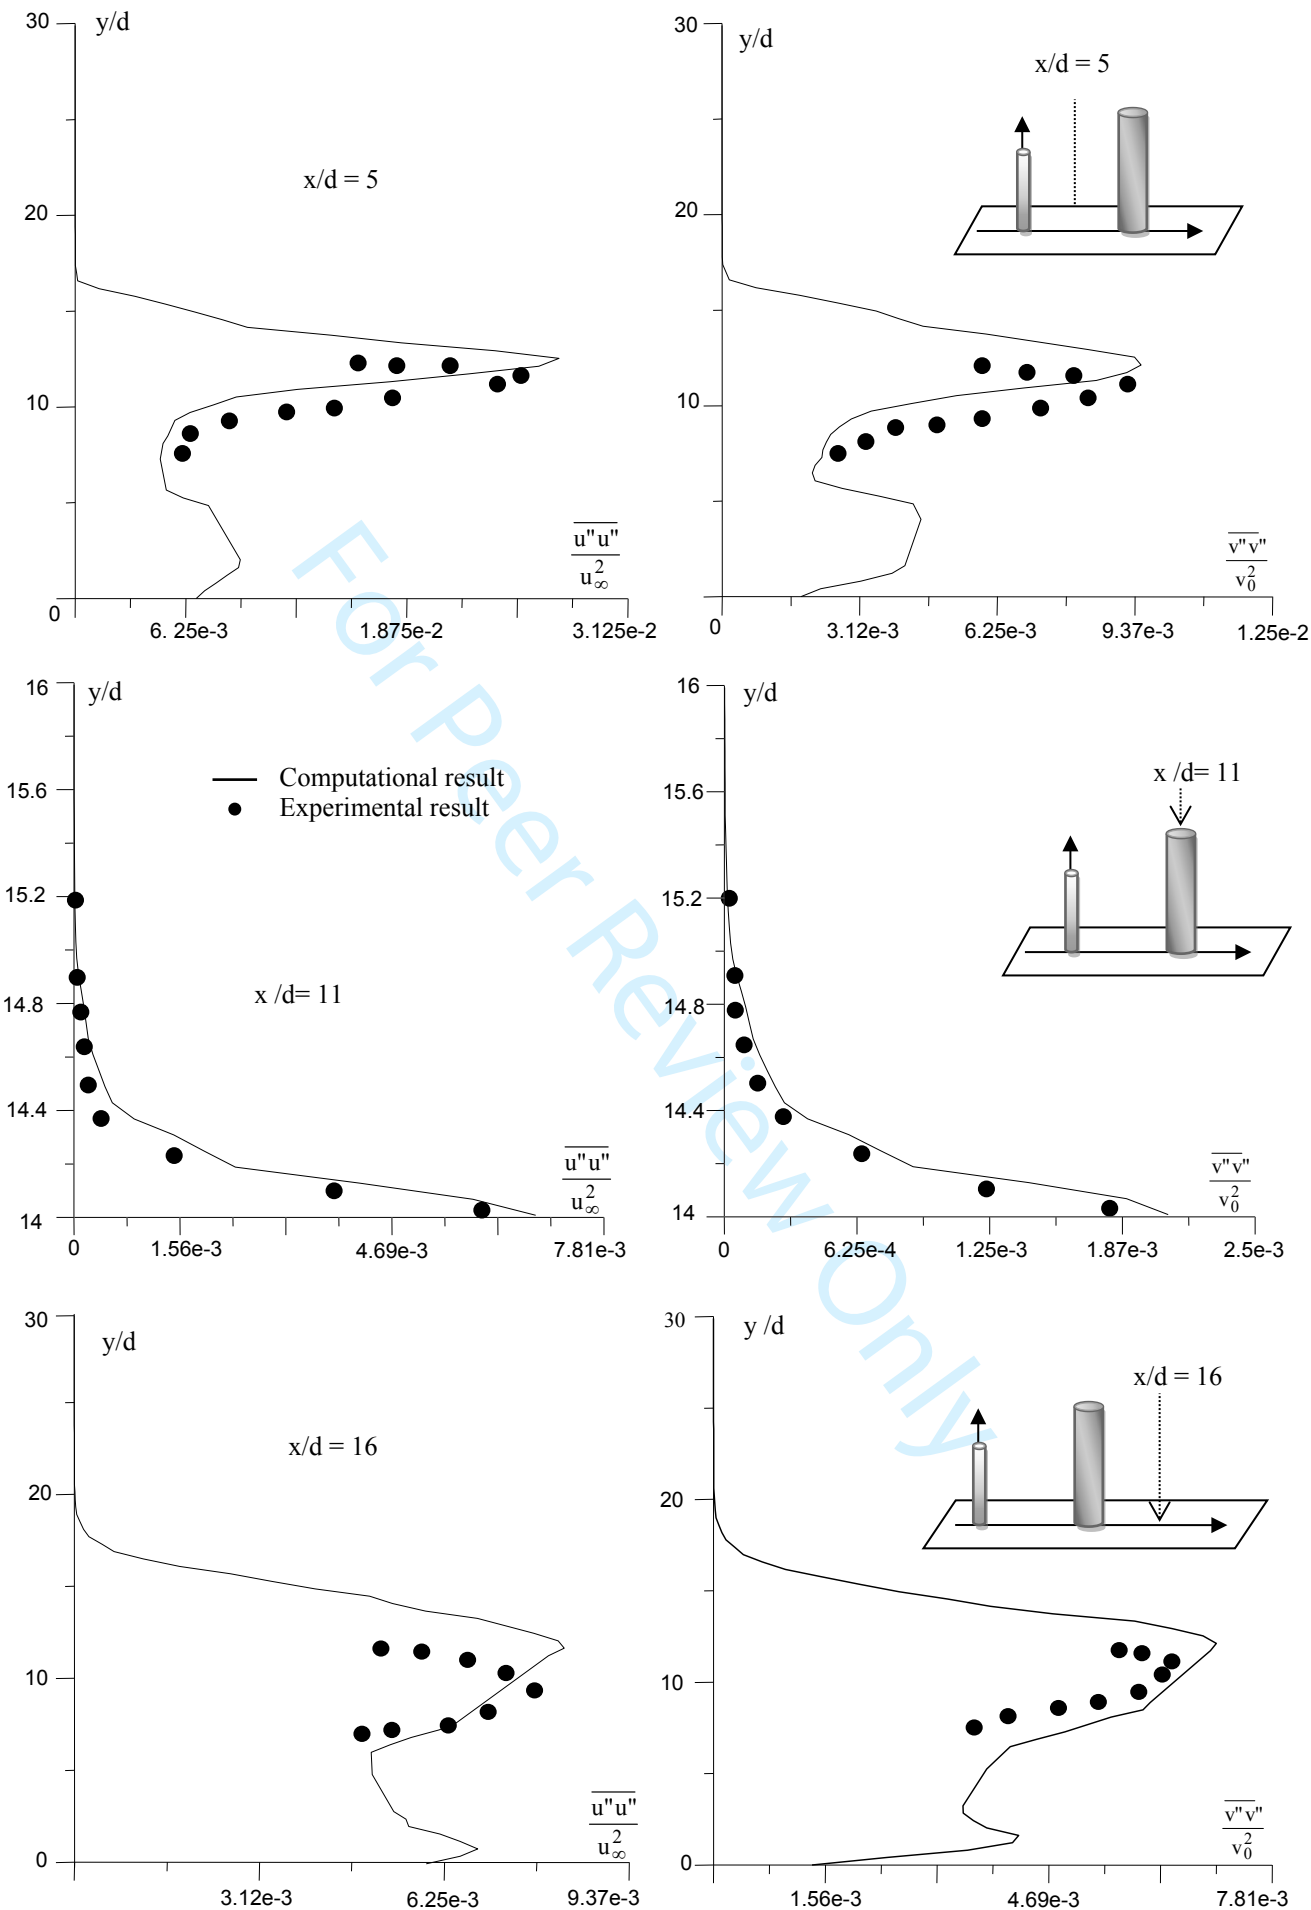 30
y/d
x/d = 5
20
10
0
u"u"
u∞²
6. 25e-3
1.875e-2
3.125e-2
30
y/d
x/d = 5
20
10
v"v"
v₀²
0
3.12e-3
6.25e-3
9.37e-3
1.25e-2
16
y/d
15.6
Computational result
Experimental result
15.2
14.8
x /d= 11
14.4
u"u"
u∞²
14
0
1.56e-3
4.69e-3
7.81e-3
16
y/d
x /d= 11
15.6
15.2
14.8
14.4
v"v"
v₀²
14
0
6.25e-4
1.25e-3
1.87e-3
2.5e-3
30
y/d
x/d = 16
20
10
u"u"
u∞²
0
3.12e-3
6.25e-3
9.37e-3
30
y /d
x/d = 16
20
10
v"v"
v₀²
0
1.56e-3
4.69e-3
7.81e-3
For Peer Review Only